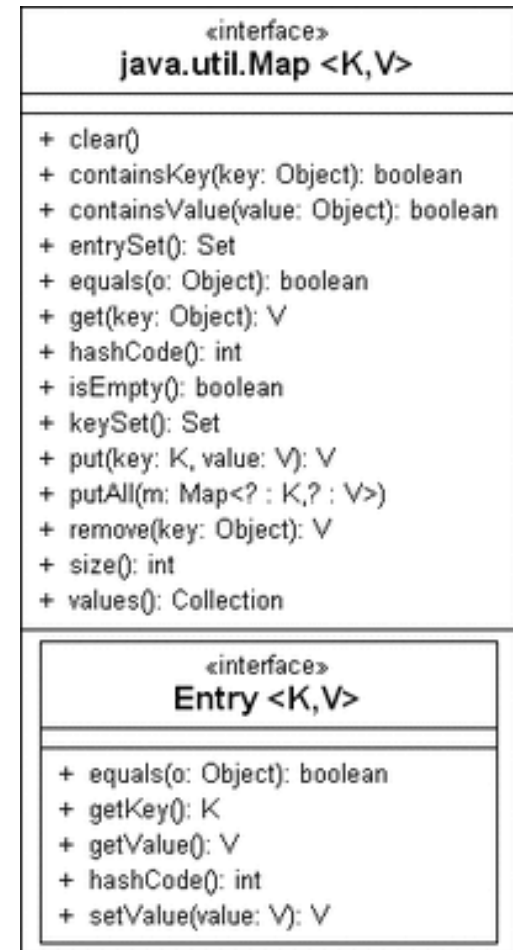 «interface»
java.util.Map <K,V>
+ clear()
+ containsKey(key: Object): boolean
+ containsValue(value: Object): boolean
+ entrySet(): Set
+ equals(o: Object): boolean
+ get(key: Object): V
+ hashCode(): int
+ isEmpty(): boolean
+ keySet(): Set
+ put(key: K, value: V): V
+ putAll(m: Map<? : K,? : V>)
+ remove(key: Object): V
+ size(): int
+ values(): Collection
«interface»
Entry <K,V>
+ equals(o: Object): boolean
+ getKey(): K
+ getValue(): V
+ hashCode(): int
+ setValue(value: V): V